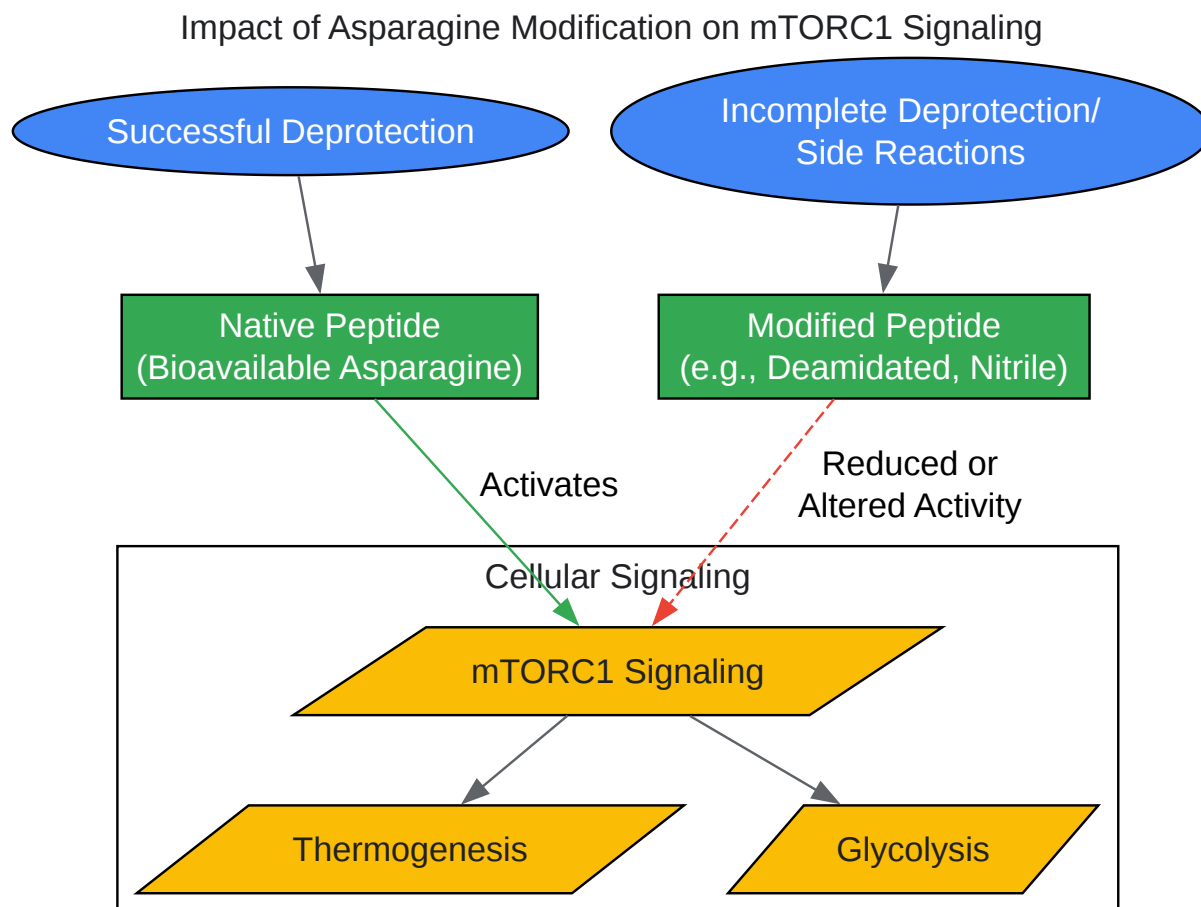 Impact of Asparagine Modification on mTORC1 Signaling
Successful Deprotection
Incomplete Deprotection/
Side Reactions
Native Peptide
(Bioavailable Asparagine)
Modified Peptide
(e.g., Deamidated, Nitrile)
Activates
Reduced or
Altered Activity
Cellular Signaling
mTORC1 Signaling
Thermogenesis
Glycolysis